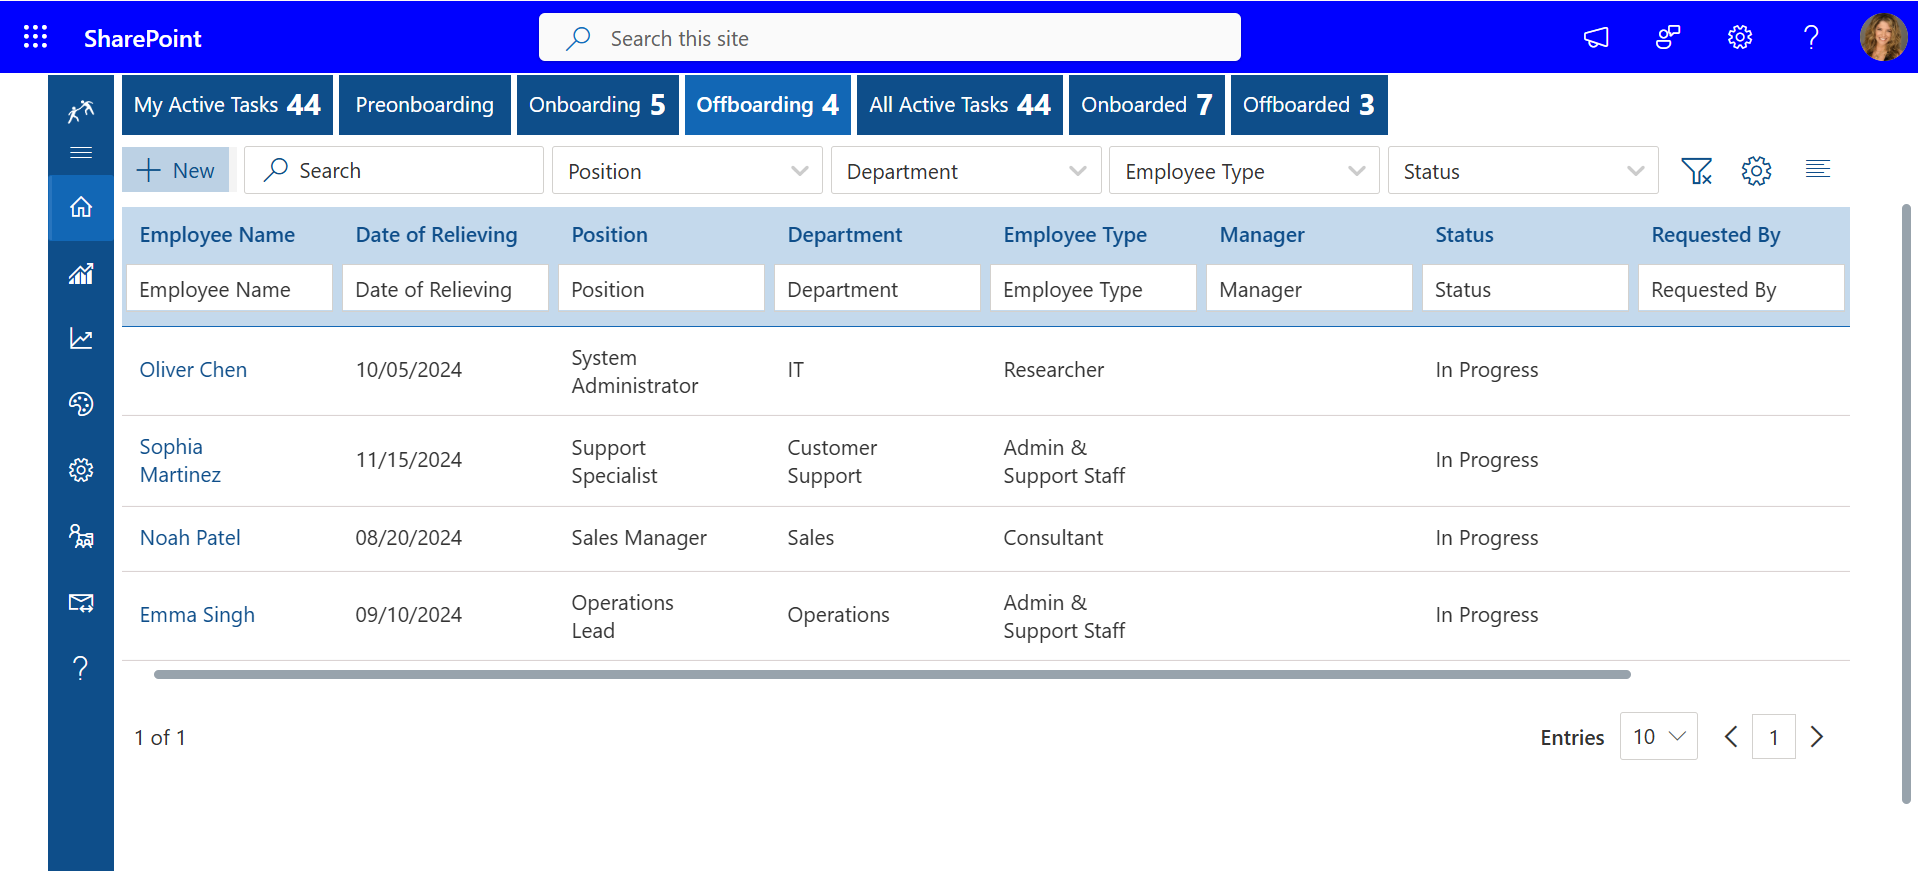 SharePoint
Search this site
My Active Tasks 44
Preonboarding
Onboarding 5
Offboarding 4
All Active Tasks 44
Onboarded 7
Offboarded 3
New
Search
Position
Department
Employee Type
Status
Employee Name Date of Relieving Position Department Employee Type Manager Status Requested By
Employee Name Date of Relieving Position Department Employee Type Manager Status Requested By
Oliver Chen 10/05/2024 System
Administrator IT Researcher In Progress
Sophia
Martinez 11/15/2024 Support
Specialist Customer
Support Admin &
Support Staff In Progress
Noah Patel 08/20/2024 Sales Manager Sales Consultant In Progress
Emma Singh 09/10/2024 Operations
Lead Operations Admin &
Support Staff In Progress
1 of 1
Entries 10 1